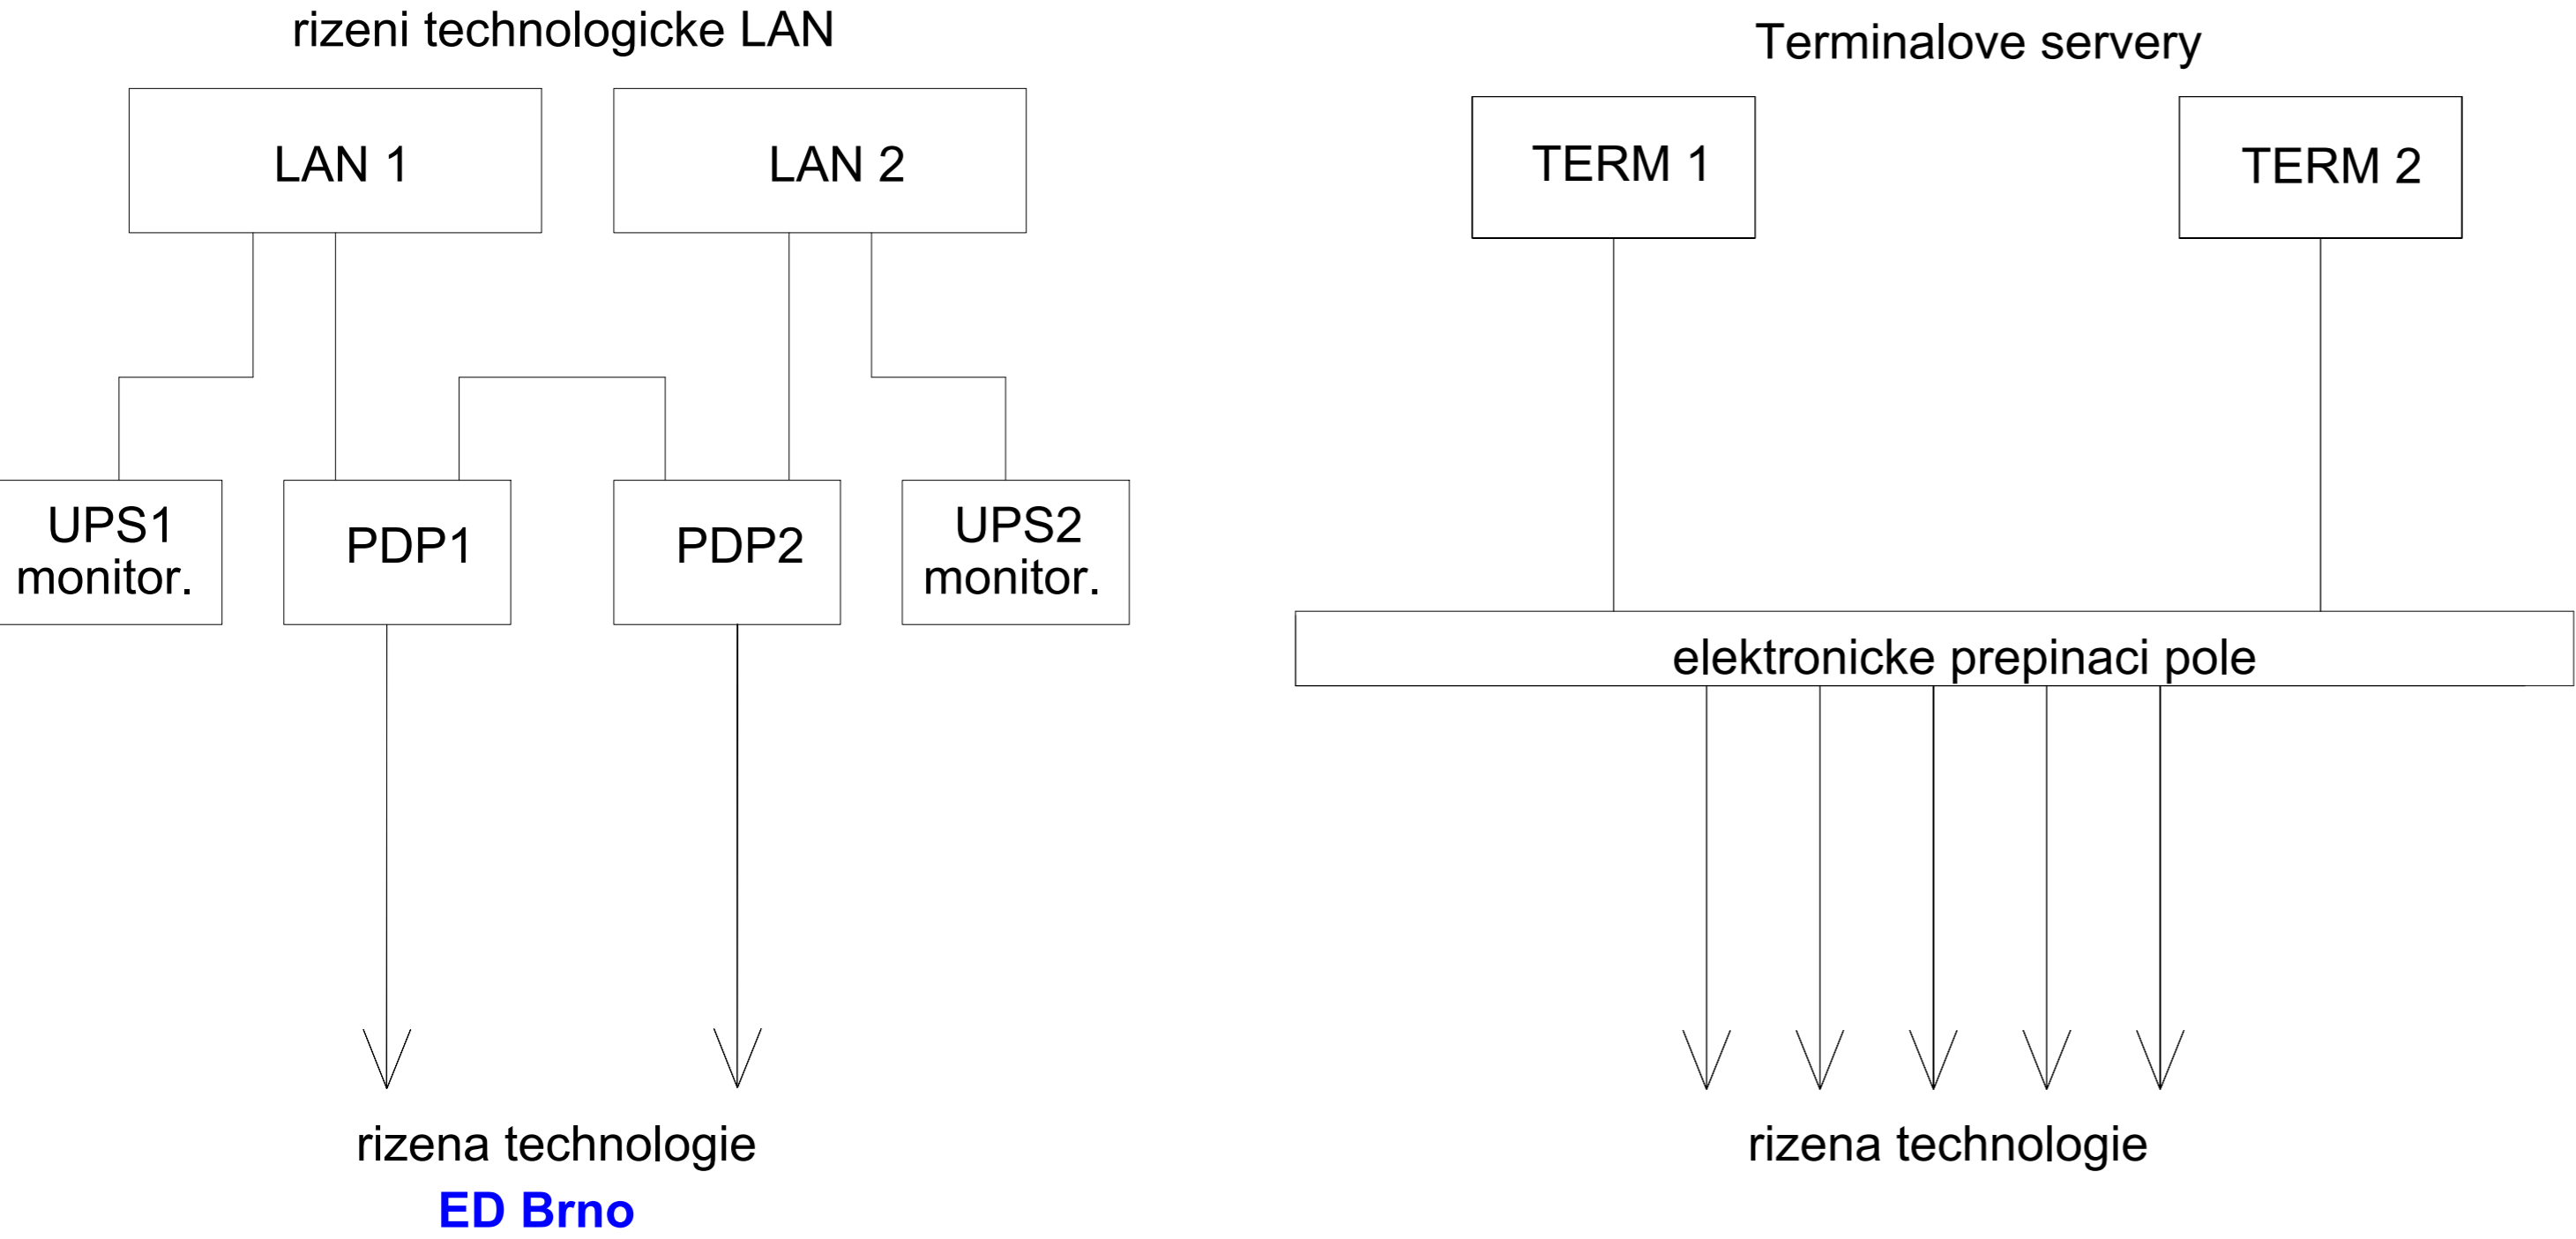 rizeni technologicke LAN
Terminalove servery
LAN 1
LAN 2
TERM 1
TERM 2
UPS1
monitor.
PDP1
PDP2
UPS2
monitor.
elektronicke prepinaci pole
rizena technologie
ED Brno
rizena technologie